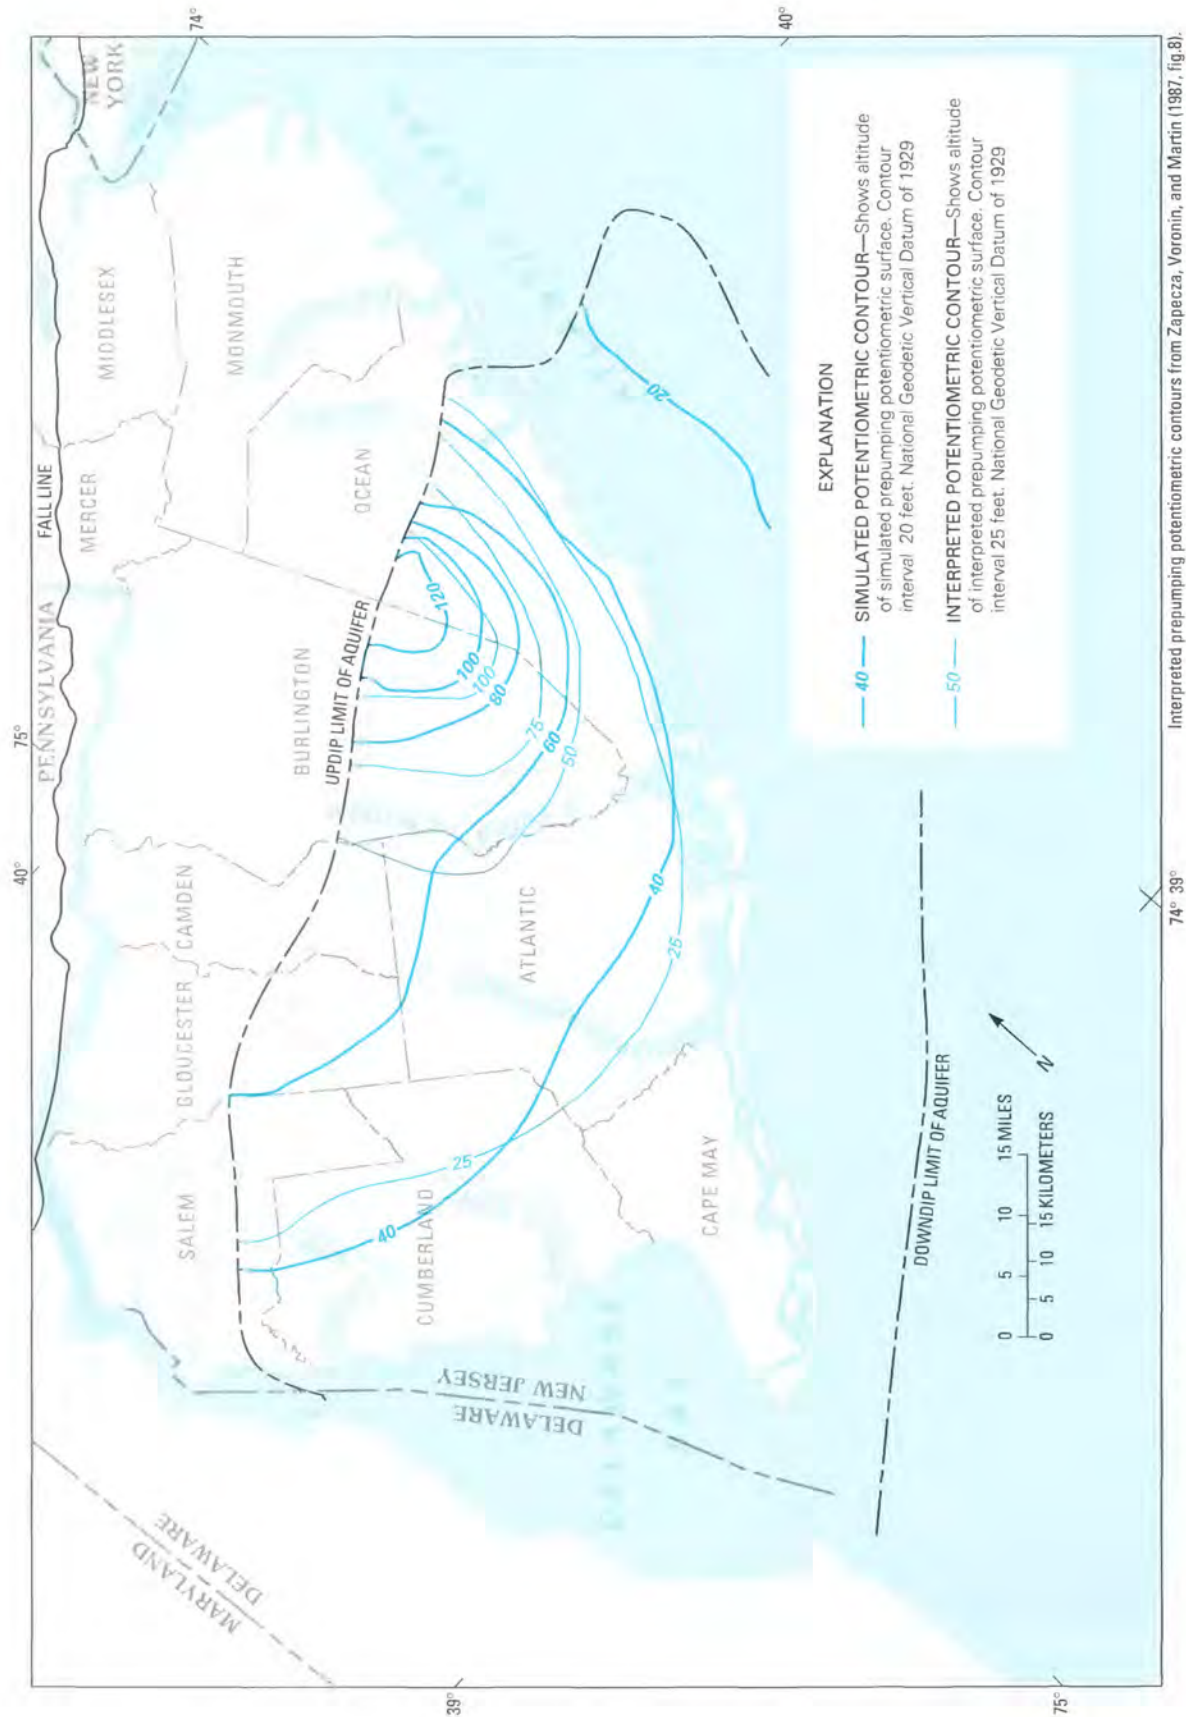 75°
40°
74°
PENNSYLVANIA
FALL LINE
NEW
YORK
MIDDLESEX
MERCER
MONMOUTH
OCEAN
BURLINGTON
CAMDEN
GLOUCESTER
SALEM
UPDIP LIMIT OF AQUIFER
120
100
100
80
75
60
50
40
25
25
40
20
ATLANTIC
CUMBERLAND
CAPE MAY
NEW JERSEY
DELAWARE
MARYLAND
DELAWARE
DELAWARE
39°
40°
75°
74° 39°
DOWNDIP LIMIT OF AQUIFER
N
0 5 10 15 MILES
0 5 10 15 KILOMETERS
EXPLANATION
40 SIMULATED POTENTIOMETRIC CONTOUR—Shows altitude
of simulated prepumping potentiometric surface. Contour
interval 20 feet. National Geodetic Vertical Datum of 1929
50 INTERPRETED POTENTIOMETRIC CONTOUR—Shows altitude
of interpreted prepumping potentiometric surface. Contour
interval 25 feet. National Geodetic Vertical Datum of 1929
Interpreted prepumping potentiometric contours from Zapecza, Voronin, and Martin (1987, fig.8).